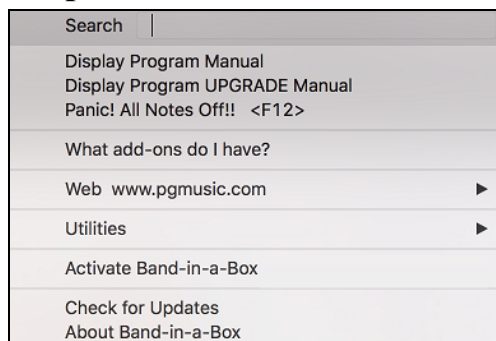 Search
Display Program Manual
Display Program UPGRADE Manual
Panic! All Notes Off!! <F12>
What add-ons do I have?
Web www.pgmusic.com
Utilities
Activate Band-in-a-Box
Check for Updates
About Band-in-a-Box